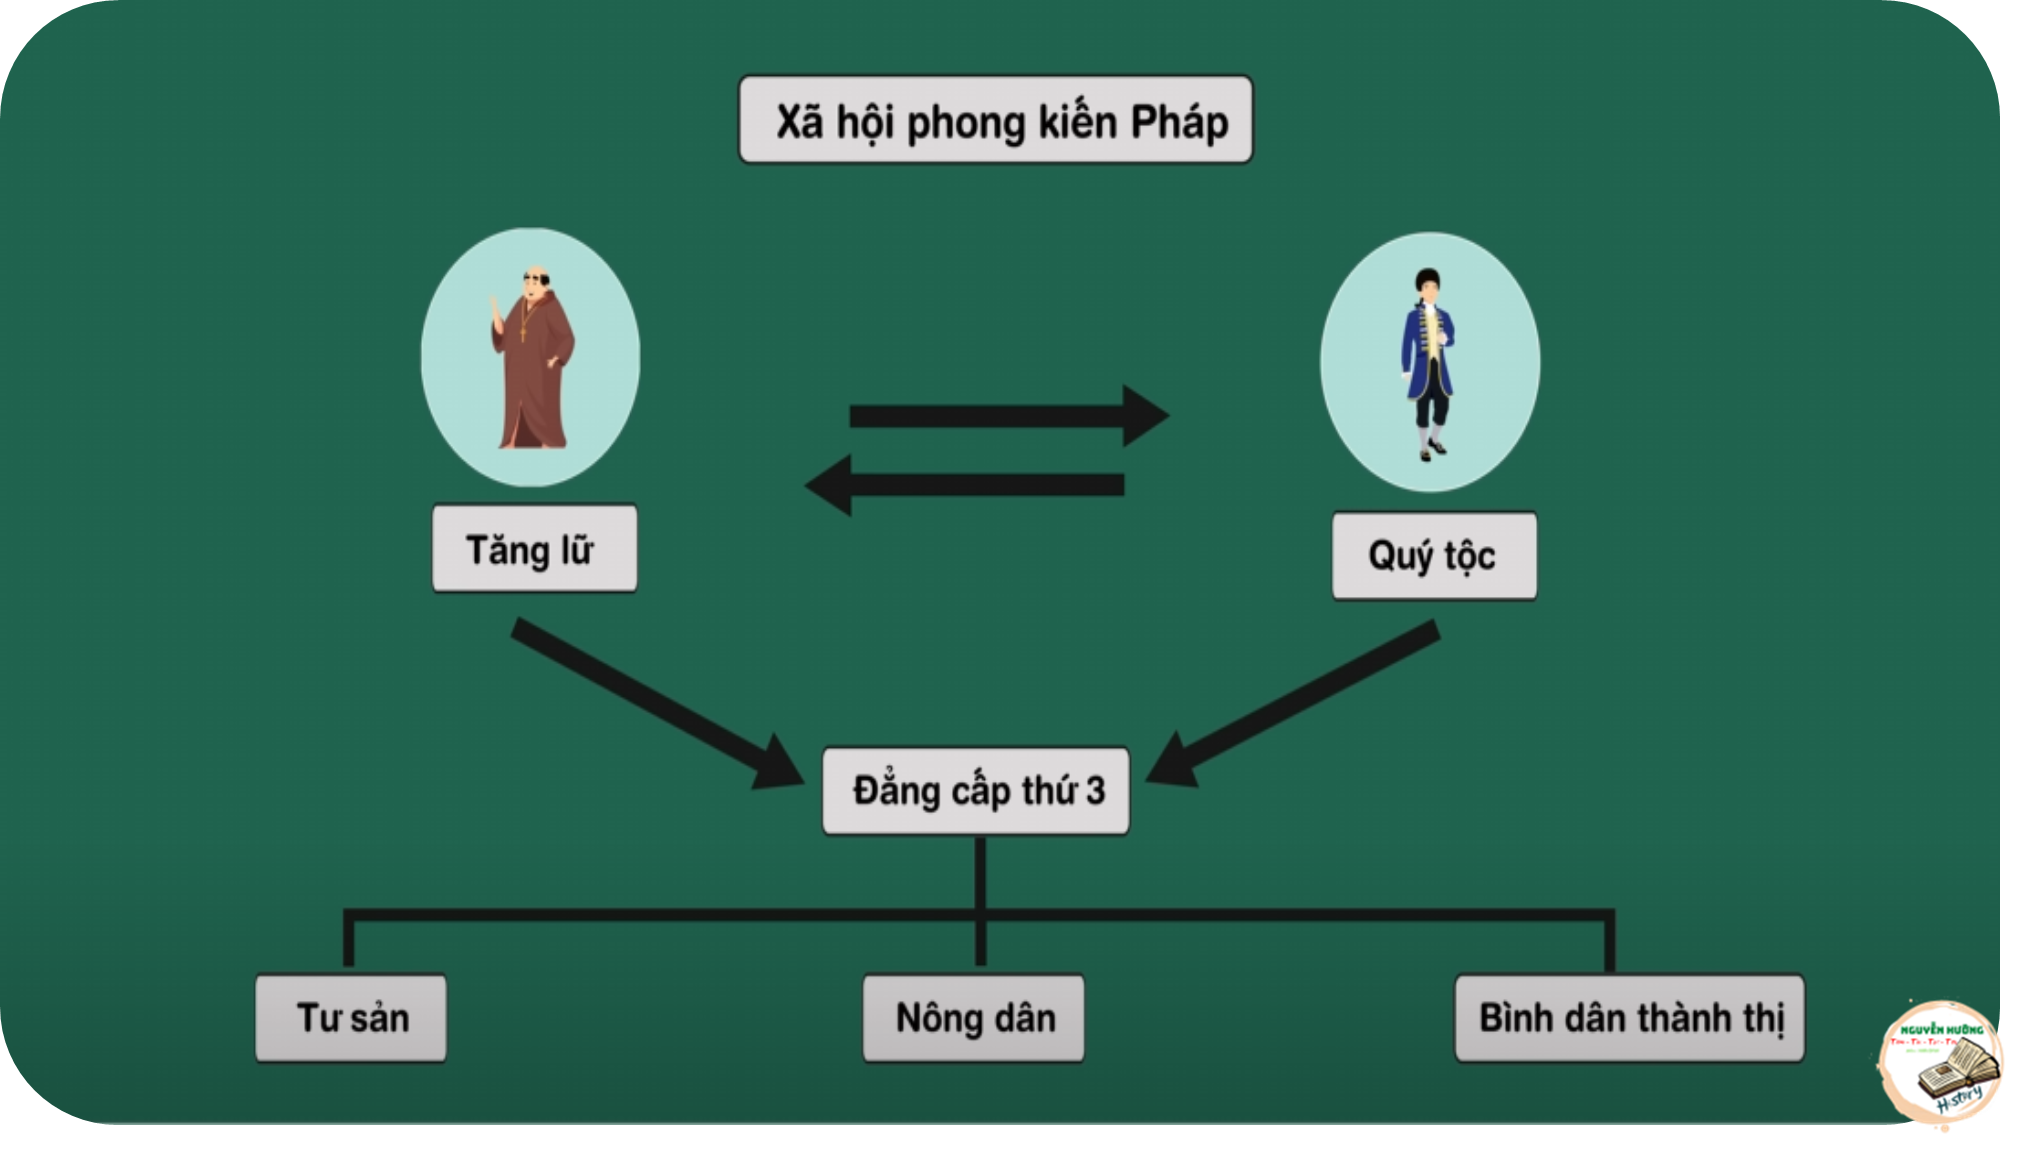 Xã hội phong kiến Pháp
Tăng lữ
Quý tộc
Đẳng cấp thứ 3
Tư sản
Nông dân
Bình dân thành thị
NGUYỄN HƯỜNG
History